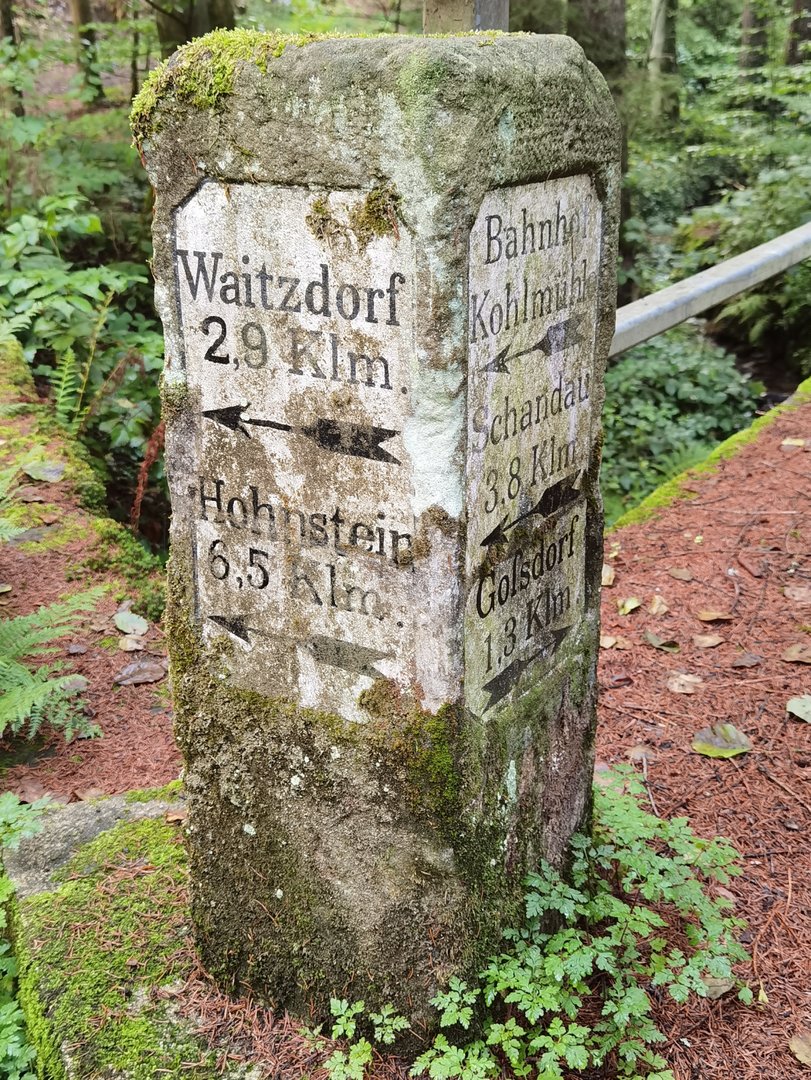 Waitzdorf
2,9 Klm.
Hohnstein
6,5 Klm.
Bahnhof
Kohlmühle
Schandau
3.8 Klm
Goßdorf
1.3 Klm